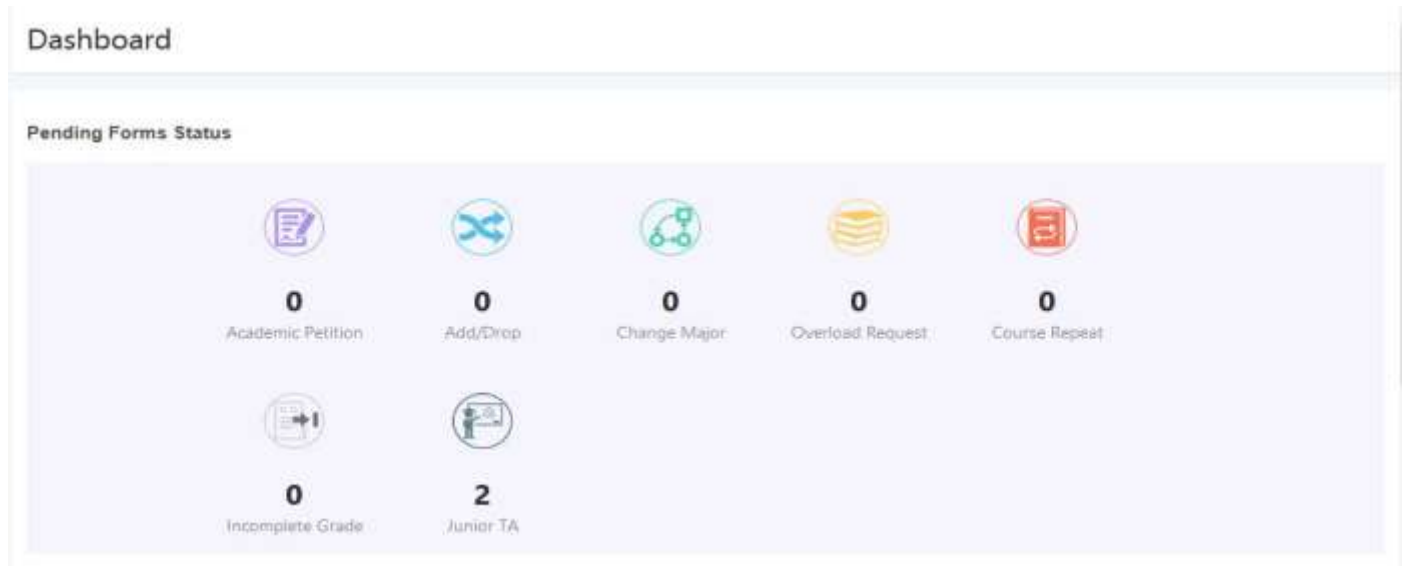 Dashboard
Pending Forms Status
0 0 0 0 0
Academic Petition Add/Drop Change Major Overload Request Course Repeat
0 2
Incomplete Grade Junior TA